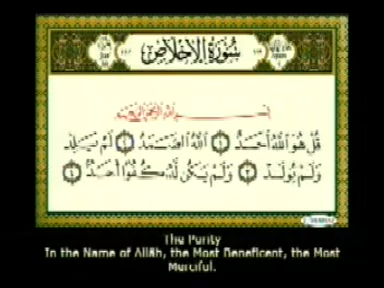 سورة الإخلاص
بسم الله الرحمن الرحيم
قُلْ هُوَ اللَّهُ أَحَدٌ ١ اللَّهُ الصَّمَدُ ٢ لَمْ يَلِدْ
وَلَمْ يُولَدْ ٣ وَلَمْ يَكُن لَّهُ كُفُوًا أَحَدٌ ٤
The Purity
In the Name of Allâh, the Most Beneficent, the Most
Merciful.